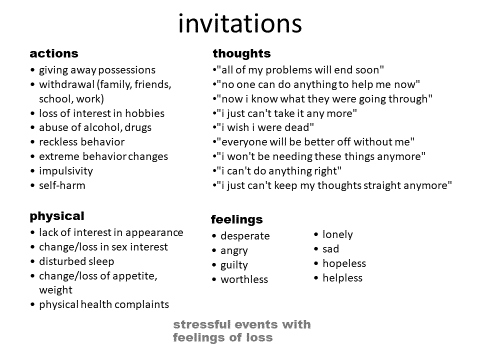 invitations
actions
• giving away possessions
• withdrawal (family, friends,
school, work)
• loss of interest in hobbies
• abuse of alcohol, drugs
• reckless behavior
• extreme behavior changes
• impulsivity
• self-harm
thoughts
•"all of my problems will end soon"
•"no one can do anything to help me now"
•"now i know what they were going through"
•"i just can't take it any more"
•"i wish i were dead"
•"everyone will be better off without me"
•"i won't be needing these things anymore"
•"i can't do anything right"
•"i just can't keep my thoughts straight anymore"
physical
• lack of interest in appearance
• change/loss in sex interest
• disturbed sleep
• change/loss of appetite,
weight
• physical health complaints
feelings
• desperate
• angry
• guilty
• worthless
• lonely
• sad
• hopeless
• helpless
stressful events with
feelings of loss